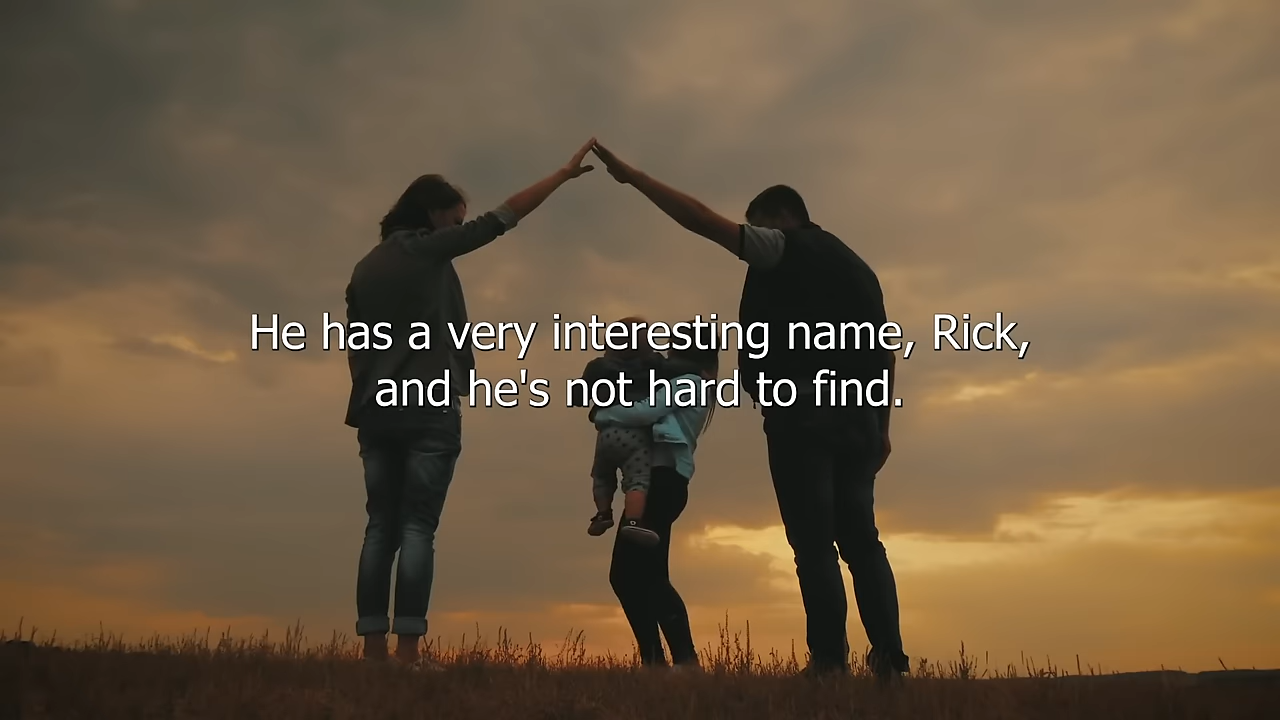 He has a very interesting name, Rick,
and he's not hard to find.